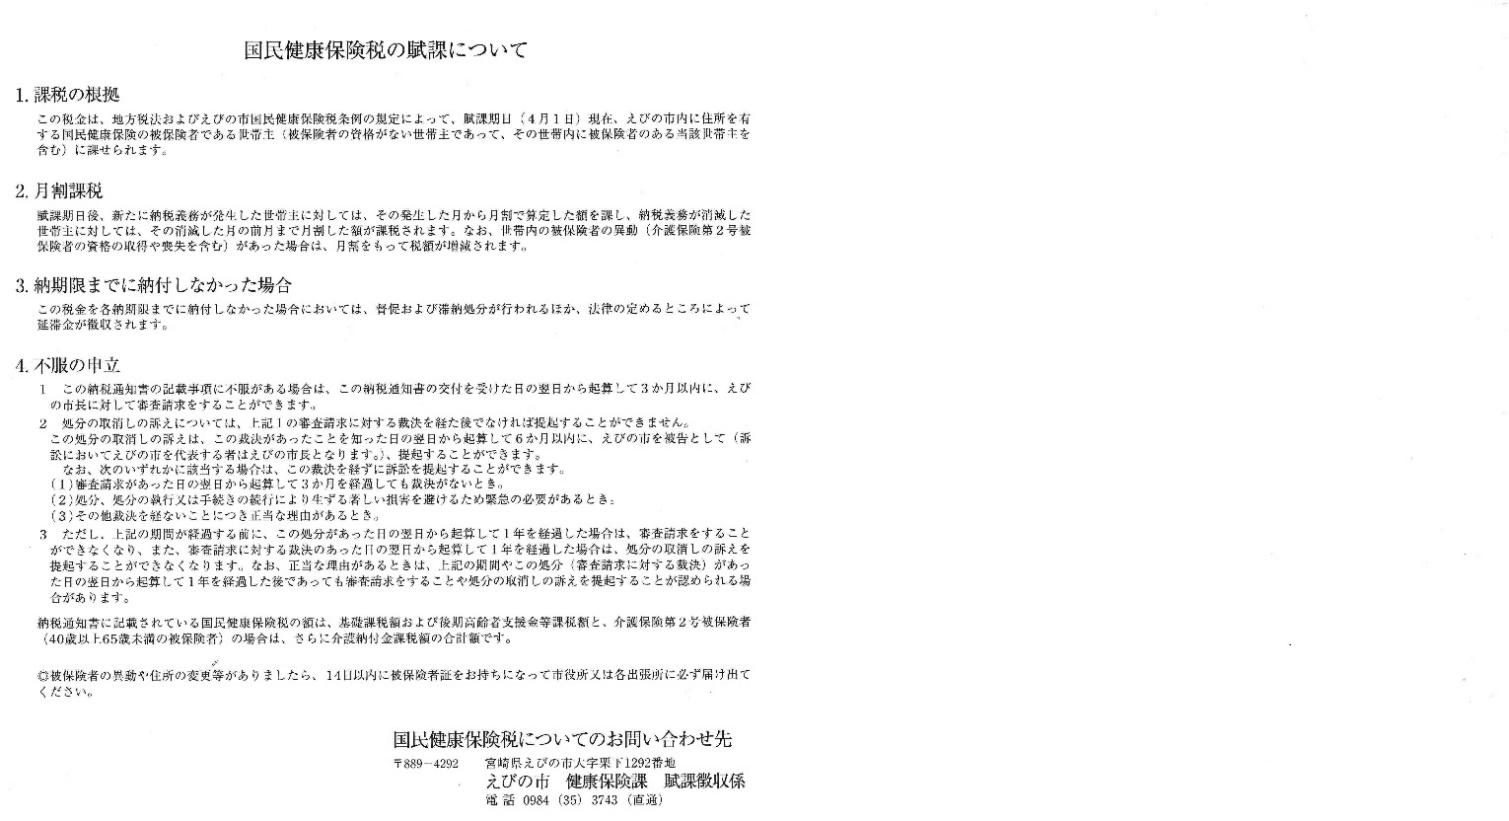 国民健康保険税の賦課について
1. 課税の根拠
この税金は、地方税法およびえびの市国民健康保険税条例の規定によって、賦課期日（4月1日）現在、えびの市内に住所を有
する国民健康保険の被保険者である世帯主（被保険者の資格がない世帯主であって、その世帯内に被保険者のある当該世帯主を
含む）に課せられます。
2. 月割課税
賦課期日後、新たに納税義務が発生した世帯主に対しては、その発生した月から月割で算定した額を課し、納税義務が消滅した
世帯主に対しては、その消滅した月の前月まで月割した額が課税されます。なお、世帯内の被保険者の異動（介護保険第2号被
保険者の資格の取得や喪失を含む）があった場合は、月割をもって税額が増減されます。
3. 納期限までに納付しなかった場合
この税金を各納期限までに納付しなかった場合においては、督促および滞納処分が行われるほか、法律の定めるところによって
延滞金が徴収されます。
4. 不服の申立
1　この納税通知書の記載事項に不服がある場合は、この納税通知書の交付を受けた日の翌日から起算して3か月以内に、えび
の市長に対して審査請求をすることができます。
2　処分の取消しの訴えについては、上記1の審査請求に対する裁決を経た後でなければ提起することができません。
この処分の取消しの訴えは、この裁決があったことを知った日の翌日から起算して6か月以内に、えびの市を被告として（訴
訟においてえびの市を代表する者はえびの市長となります。）、提起することができます。
なお、次のいずれかに該当する場合は、この裁決を経ずに訴訟を提起することができます。
(1)審査請求があった日の翌日から起算して3か月を経過しても裁決がないとき。
(2)処分、処分の執行又は手続きの続行により生ずる著しい損害を避けるため緊急の必要があるとき。
(3)その他裁決を経ないことにつき正当な理由があるとき。
3　ただし、上記の期間が経過する前に、この処分があった日の翌日から起算して1年を経過した場合は、審査請求をすること
ができなくなり、また、審査請求に対する裁決のあった日の翌日から起算して1年を経過した場合は、処分の取消しの訴えを
提起することができなくなります。なお、正当な理由があるときは、上記の期間やこの処分（審査請求に対する裁決）があっ
た日の翌日から起算して1年を経過した後であっても審査請求をすることや処分の取消しの訴えを提起することが認められる場
合があります。
納税通知書に記載されている国民健康保険税の額は、基礎課税額および後期高齢者支援金等課税額と、介護保険第2号被保険者
（40歳以上65歳未満の被保険者）の場合は、さらに介護納付金課税額の合計額です。
◎被保険者の異動や住所の変更等がありましたら、14日以内に被保険者証をお持ちになって市役所又は各出張所に必ず届け出て
ください。
国民健康保険税についてのお問い合わせ先
〒889－4292　宮崎県えびの市大字栗下1292番地
えびの市　健康保険課　賦課徴収係
電 話 0984（35）3743（直通）